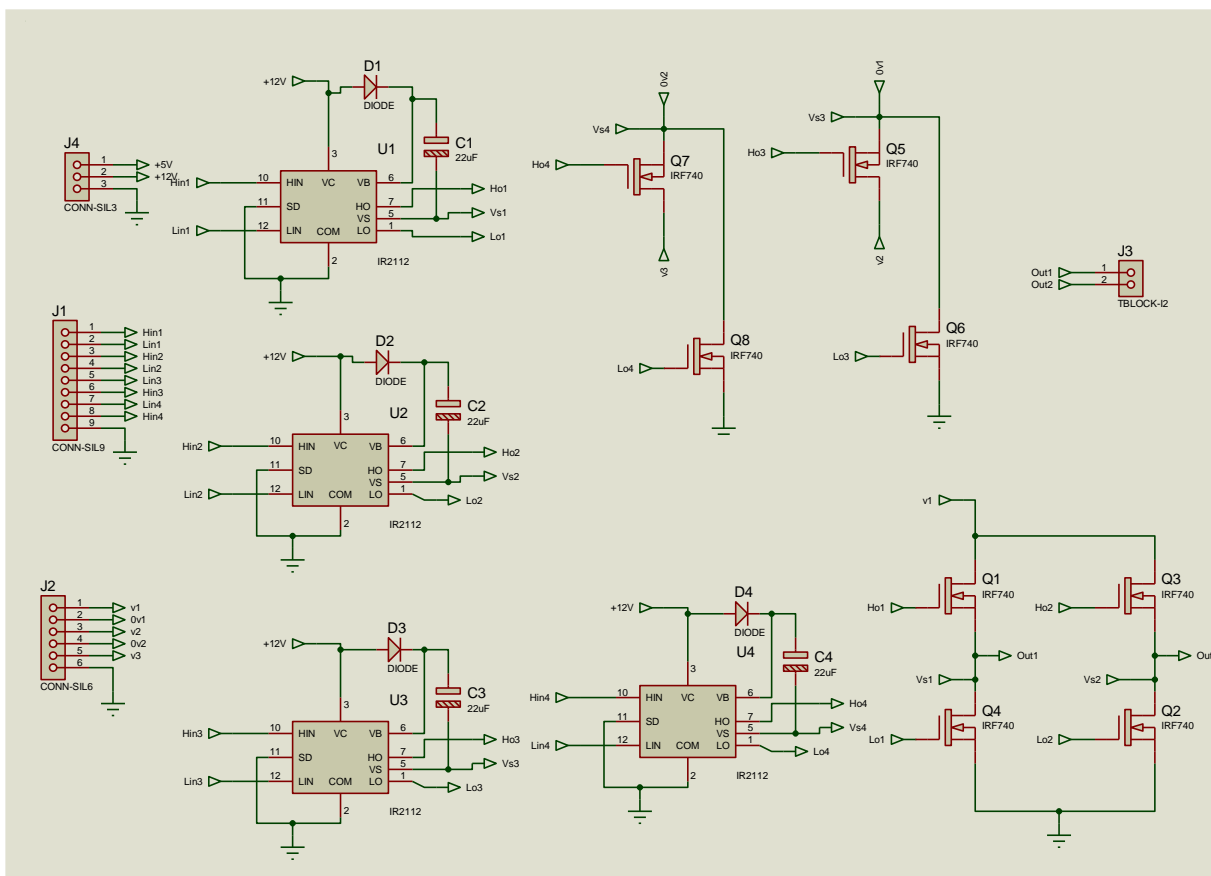 J4
1
+5V
2
+12V
3
CONN-SIL3
+12V
D1
DIODE
C1
22uF
U1
3
Hin1
10
HIN
VC
VB
6
11
SD
HO
7
Ho1
VS
5
Vs1
Lin1
12
LIN
COM
LO
1
Lo1
2
IR2112
0v2
Vs4
Ho4
Q7
IRF740
v3
Q8
IRF740
Lo4
0v1
Vs3
Ho3
Q5
IRF740
v2
Q6
IRF740
Lo3
J3
Out1
1
Out2
2
TBLOCK-I2
J1
1
Hin1
2
Lin1
3
Hin2
4
Lin2
5
Lin3
6
Hin3
7
Lin4
8
Hin4
9
CONN-SIL9
+12V
D2
DIODE
C2
22uF
U2
3
Hin2
10
HIN
VC
VB
6
11
SD
HO
7
Ho2
VS
5
Vs2
Lin2
12
LIN
COM
LO
1
Lo2
2
IR2112
J2
1
v1
2
0v1
3
v2
4
0v2
5
v3
6
CONN-SIL6
+12V
D3
DIODE
C3
22uF
U3
3
Hin3
10
HIN
VC
VB
6
11
SD
HO
7
Ho3
VS
5
Vs3
Lin3
12
LIN
COM
LO
1
Lo3
2
IR2112
+12V
D4
DIODE
C4
22uF
U4
3
Hin4
10
HIN
VC
VB
6
11
SD
HO
7
Ho4
VS
5
Vs4
Lin4
12
LIN
COM
LO
1
Lo4
2
IR2112
v1
Q1
IRF740
Ho1
Q3
IRF740
Ho2
Out1
Out
Vs1
Vs2
Q4
IRF740
Lo1
Q2
IRF740
Lo2